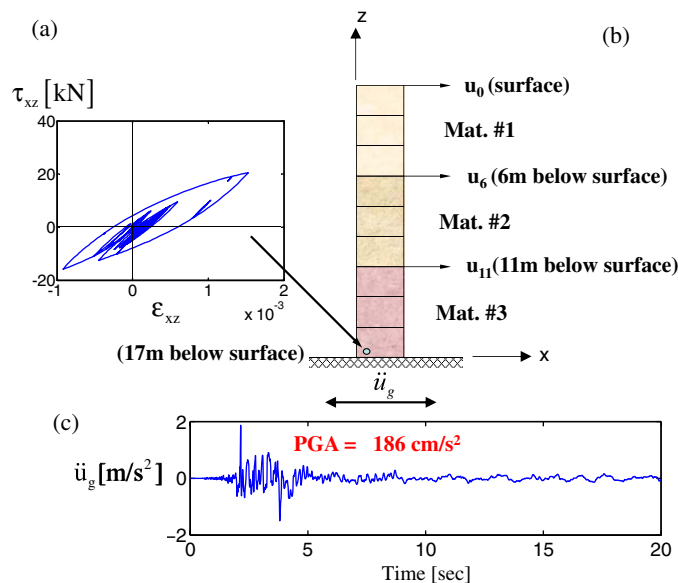 (a)
z
(b)
τxz [kN]
u0 (surface)
40
Mat. #1
20
u6 (6m below surface)
0
Mat. #2
-20
-1 0 1 2
u11 (11m below surface)
εxz
x 10⁻³
Mat. #3
(17m below surface)
x
üg
(c)
2
PGA = 186 cm/s²
üg [m/s²]
0
−2
0 5 10 15 20
Time [sec]